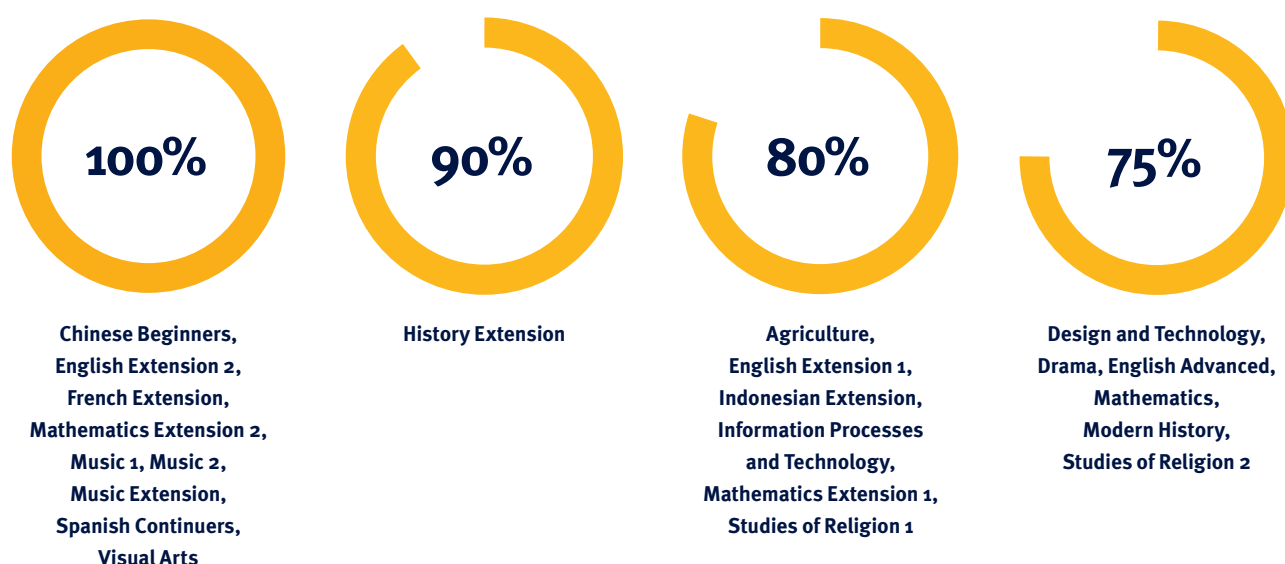 100%
Chinese Beginners,
English Extension 2,
French Extension,
Mathematics Extension 2,
Music 1, Music 2,
Music Extension,
Spanish Continuers,
Visual Arts
90%
History Extension
80%
Agriculture,
English Extension 1,
Indonesian Extension,
Information Processes
and Technology,
Mathematics Extension 1,
Studies of Religion 1
75%
Design and Technology,
Drama, English Advanced,
Mathematics,
Modern History,
Studies of Religion 2